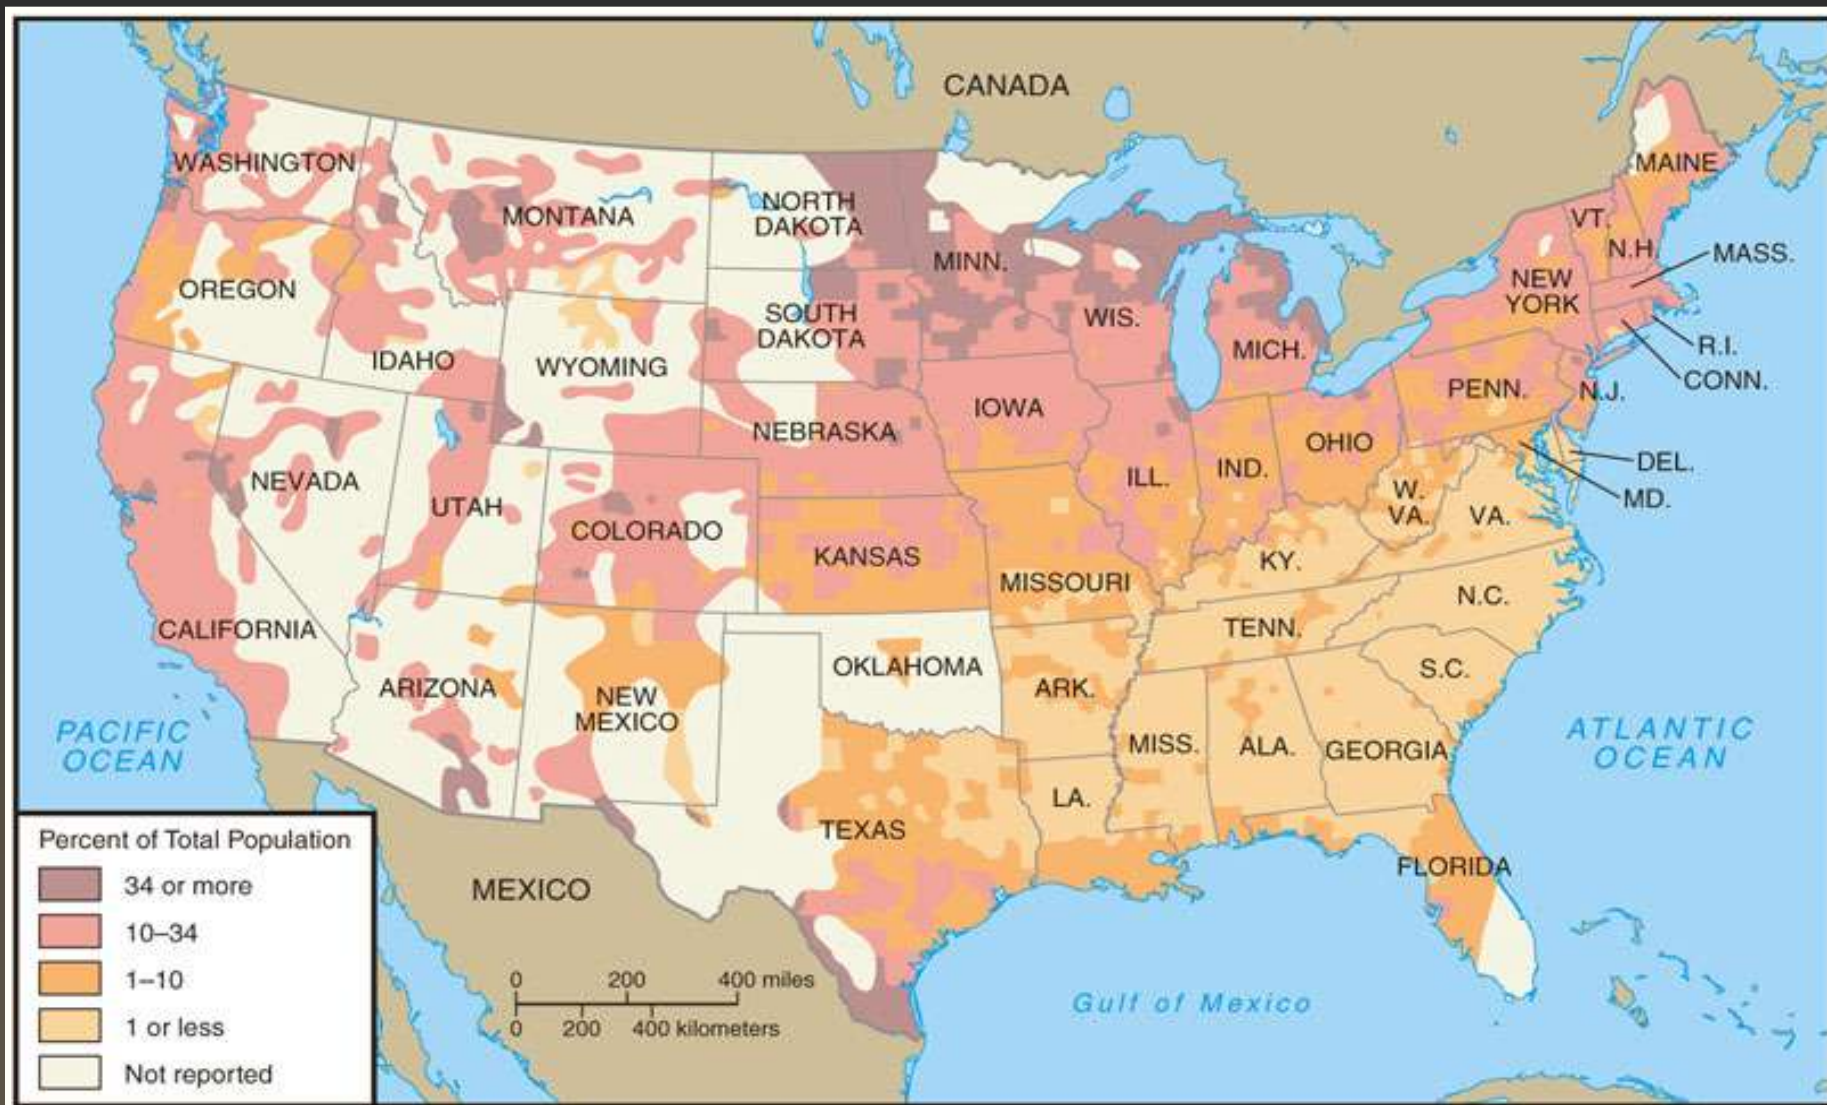 CANADA
WASHINGTON
MONTANA
NORTH
DAKOTA
MINN.
MAINE
VT.
N.H.
MASS.
OREGON
IDAHO
WYOMING
SOUTH
DAKOTA
WIS.
MICH.
NEW
YORK
R.I.
CONN.
PENN.
N.J.
NEVADA
UTAH
COLORADO
NEBRASKA
IOWA
ILL.
IND.
OHIO
W.
VA.
VA.
DEL.
MD.
CALIFORNIA
KANSAS
MISSOURI
KY.
N.C.
TENN.
S.C.
ARIZONA
NEW
MEXICO
OKLAHOMA
ARK.
MISS.
ALA.
GEORGIA
LA.
TEXAS
FLORIDA
PACIFIC
OCEAN
ATLANTIC
OCEAN
MEXICO
Gulf of Mexico
0 200 400 miles
0 200 400 kilometers
Percent of Total Population
34 or more
10–34
1–10
1 or less
Not reported